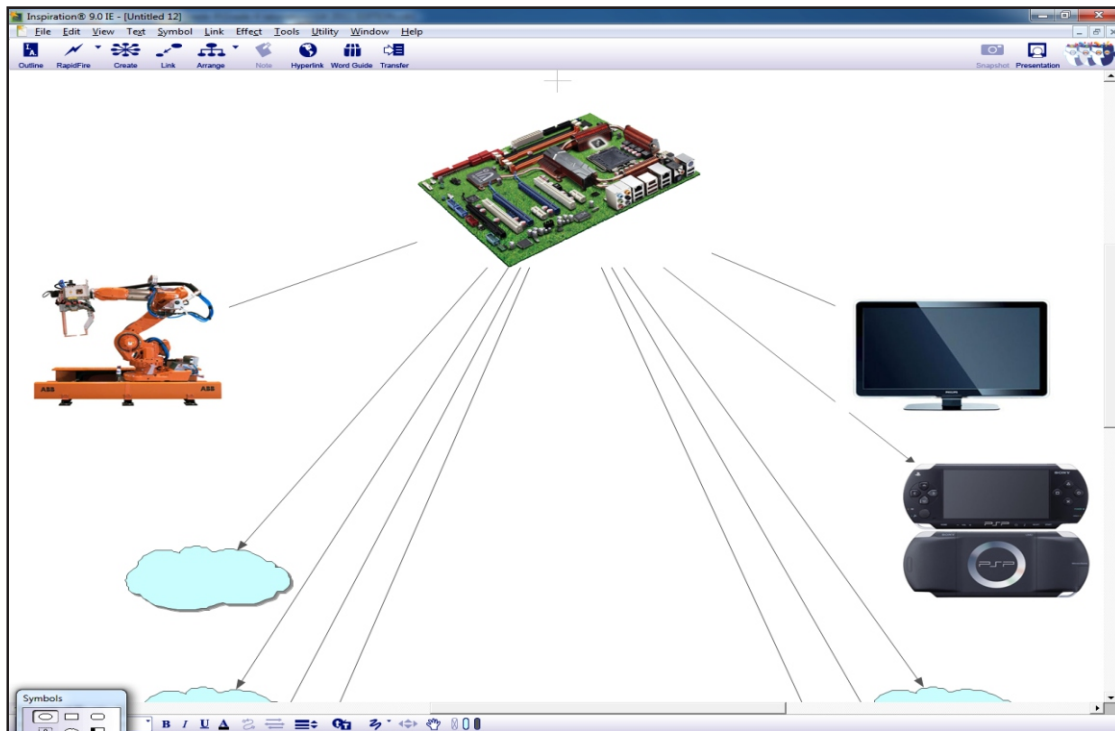 Inspiration® 9.0 IE - [Untitled 12]
File Edit View Text Symbol Link Effect Tools Utility Window Help
Outline RapidFire Create Link Arrange Note Hyperlink Word Guide Transfer Snapshot Presentation
ABB ABB
PHILIPS
SONY
PSP
PSP
Symbols
B I U A